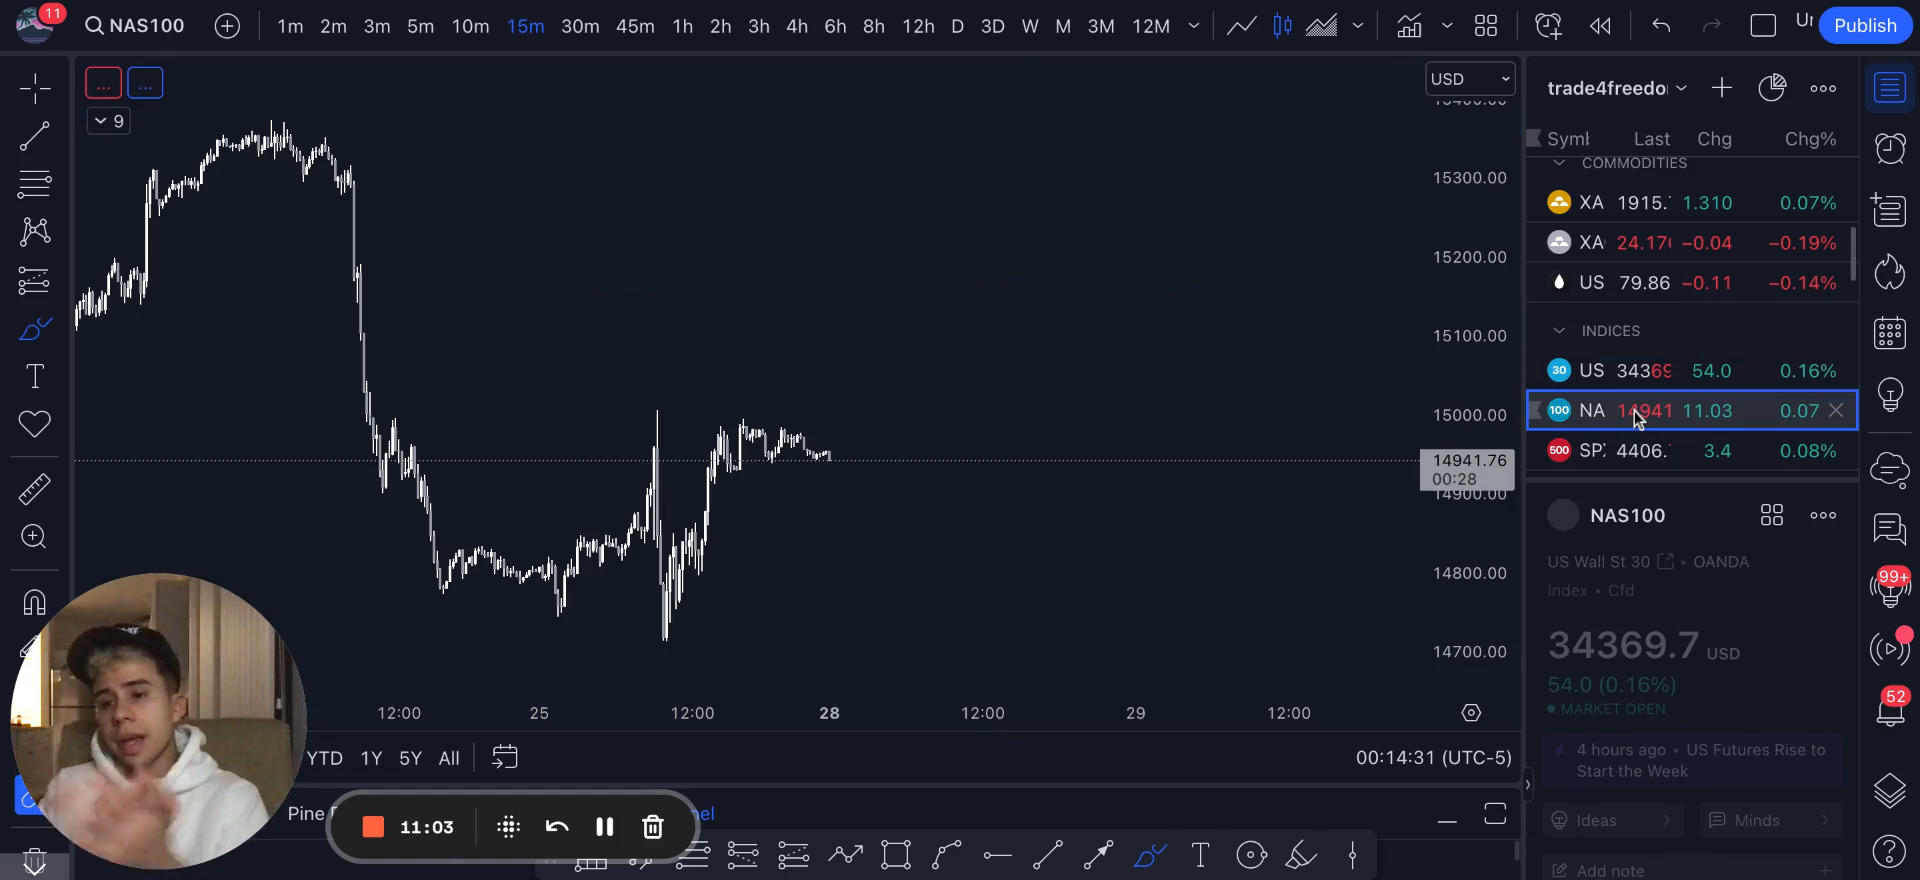 11
NAS100
1m 2m 3m 5m 10m 15m 30m 45m 1h 2h 3h 4h 6h 8h 12h D 3D W M 3M 12M
Publish
... ...
9
USD
15300.00
15200.00
15100.00
15000.00
14941.76
00:28
14900.00
14800.00
14700.00
12:00 25 12:00 28 12:00 29 12:00
YTD 1Y 5Y All
00:14:31 (UTC-5)
Pine
11:03
trade4freedo
Symb Last Chg Chg%
COMMODITIES
XA 1915. 1.310 0.07%
XA 24.17 −0.04 −0.19%
US 79.86 −0.11 −0.14%
INDICES
30 US 34369 54.0 0.16%
100 NA 14941 11.03 0.07
500 SP 4406. 3.4 0.08%
NAS100
US Wall St 30 • OANDA
Index • Cfd
34369.7 USD
54.0 (0.16%)
MARKET OPEN
4 hours ago • US Futures Rise to
Start the Week
Ideas
Minds
Add note
99+
52